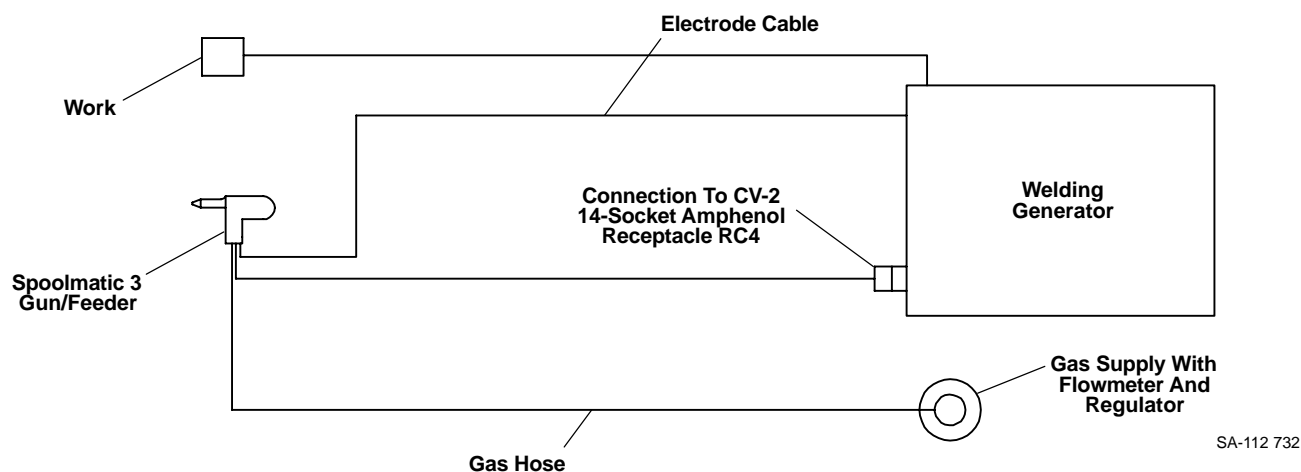 Electrode Cable
Work
Connection To CV-2
14-Socket Amphenol
Receptacle RC4
Welding
Generator
Spoolmatic 3
Gun/Feeder
Gas Supply With
Flowmeter And
Regulator
SA-112 732
Gas Hose